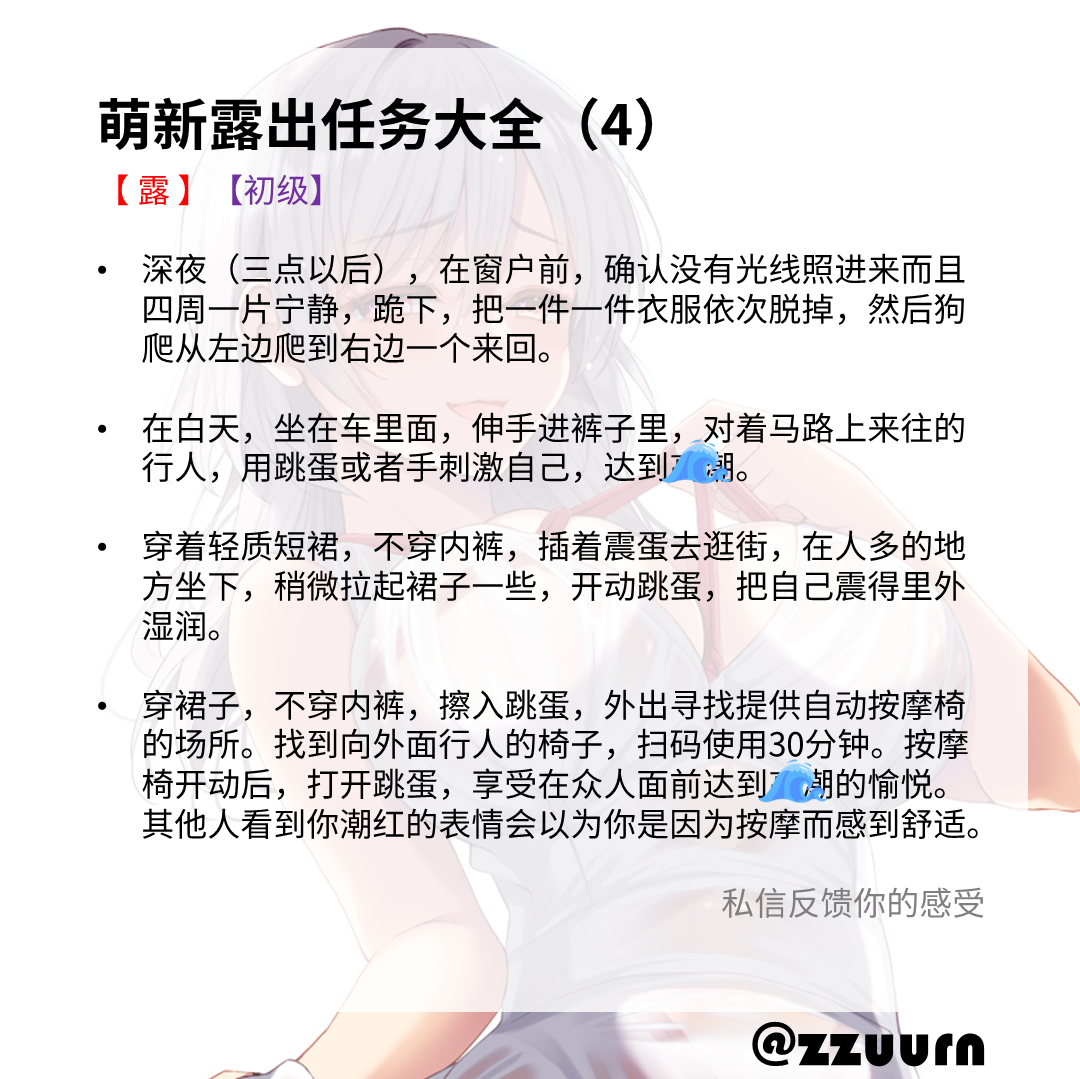 萌新露出任务大全（4）
【 露 】 【初级】
• 深夜（三点以后），在窗户前，确认没有光线照进来而且
四周一片宁静，跪下，把一件一件衣服依次脱掉，然后狗
爬从左边爬到右边一个来回。
• 在白天，坐在车里面，伸手进裤子里，对着马路上来往的
行人，用跳蛋或者手刺激自己，达到潮。
• 穿着轻质短裙，不穿内裤，插着震蛋去逛街，在人多的地
方坐下，稍微拉起裙子一些，开动跳蛋，把自己震得里外
湿润。
• 穿裙子，不穿内裤，擦入跳蛋，外出寻找提供自动按摩椅
的场所。找到向外面行人的椅子，扫码使用30分钟。按摩
椅开动后，打开跳蛋，享受在众人面前达到潮的愉悦。
其他人看到你潮红的表情会以为你是因为按摩而感到舒适。
私信反馈你的感受
@zzuurn